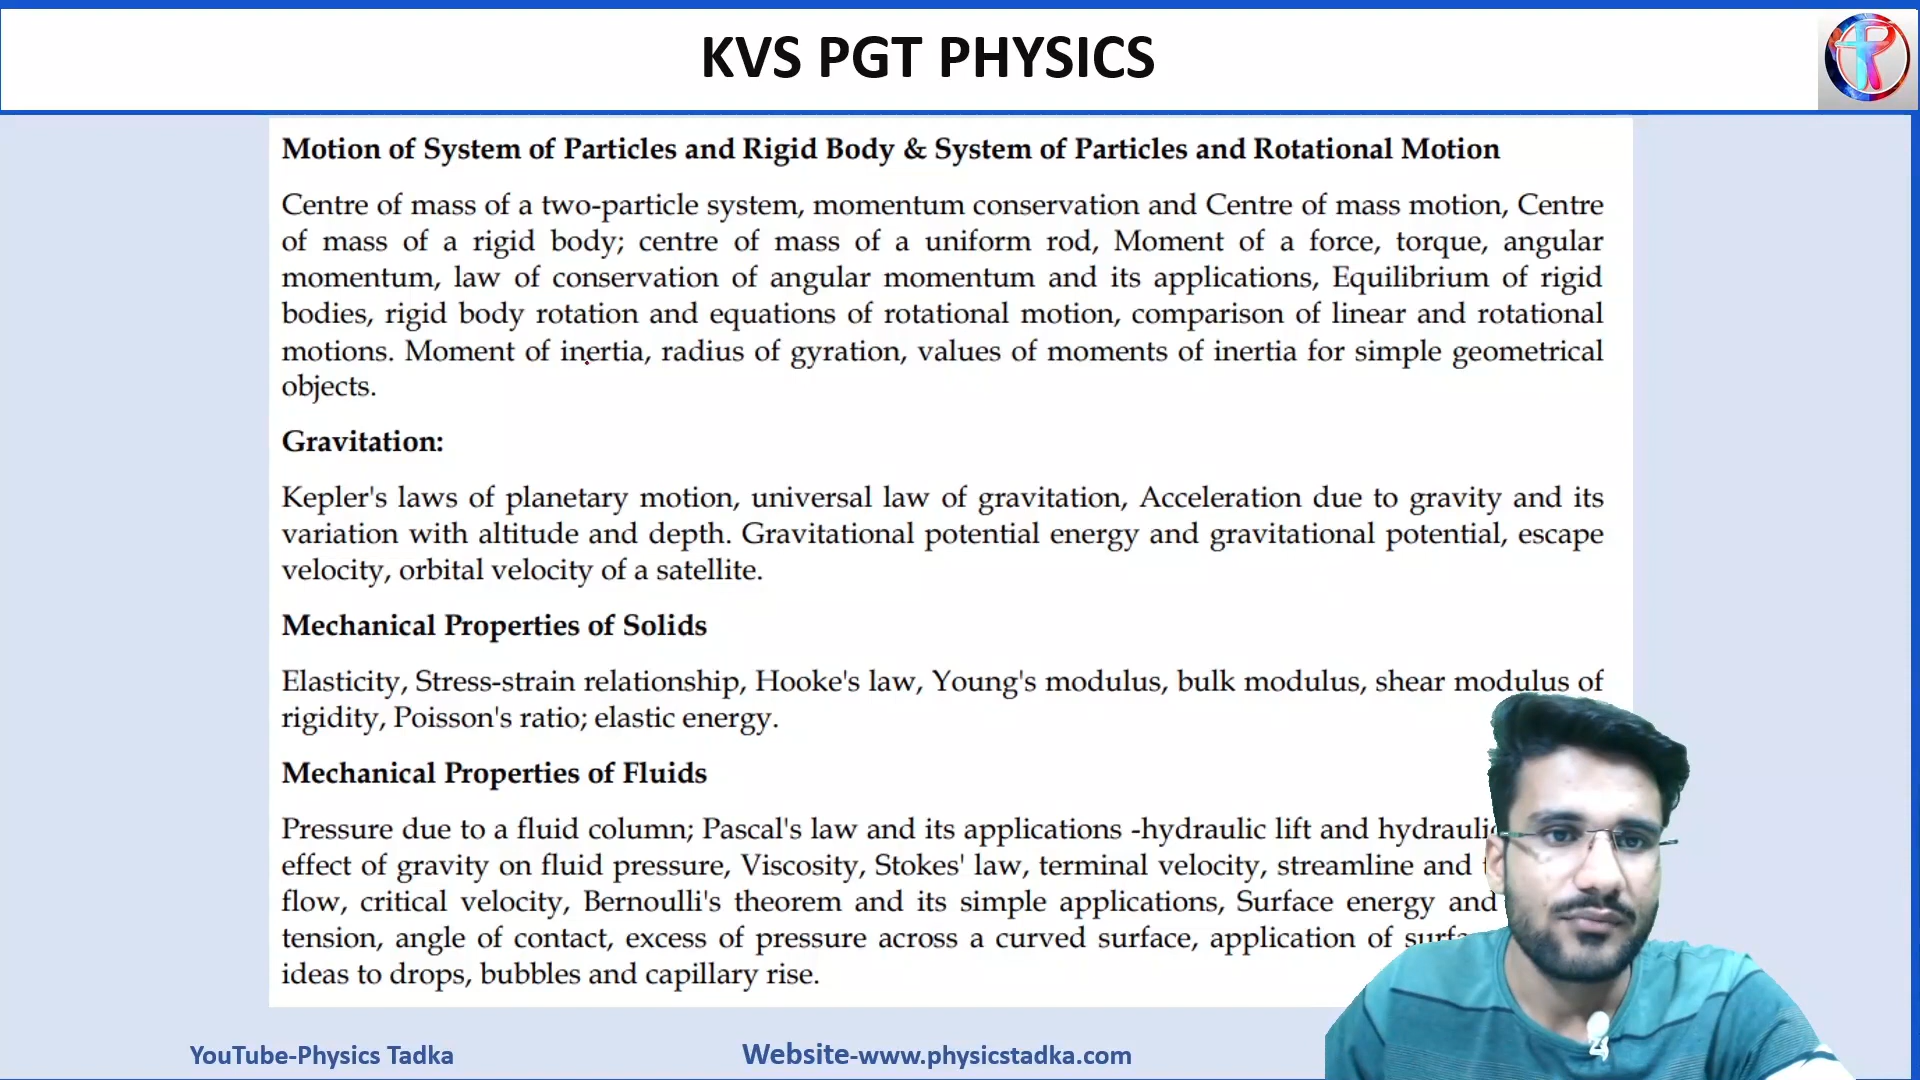 KVS PGT PHYSICS
Motion of System of Particles and Rigid Body & System of Particles and Rotational Motion
Centre of mass of a two-particle system, momentum conservation and Centre of mass motion, Centre
of mass of a rigid body; centre of mass of a uniform rod, Moment of a force, torque, angular
momentum, law of conservation of angular momentum and its applications, Equilibrium of rigid
bodies, rigid body rotation and equations of rotational motion, comparison of linear and rotational
motions. Moment of inertia, radius of gyration, values of moments of inertia for simple geometrical
objects.
Gravitation:
Kepler's laws of planetary motion, universal law of gravitation, Acceleration due to gravity and its
variation with altitude and depth. Gravitational potential energy and gravitational potential, escape
velocity, orbital velocity of a satellite.
Mechanical Properties of Solids
Elasticity, Stress-strain relationship, Hooke's law, Young's modulus, bulk modulus, shear modulus of
rigidity, Poisson's ratio; elastic energy.
Mechanical Properties of Fluids
Pressure due to a fluid column; Pascal's law and its applications -hydraulic lift and
effect of gravity on fluid pressure, Viscosity, Stokes' law, terminal velocity, streamline and
flow, critical velocity, Bernoulli's theorem and its simple applications, Surface energy and
tension, angle of contact, excess of pressure across a curved surface, application of
ideas to drops, bubbles and capillary rise.
YouTube-Physics Tadka
Website-www.physicstadka.com